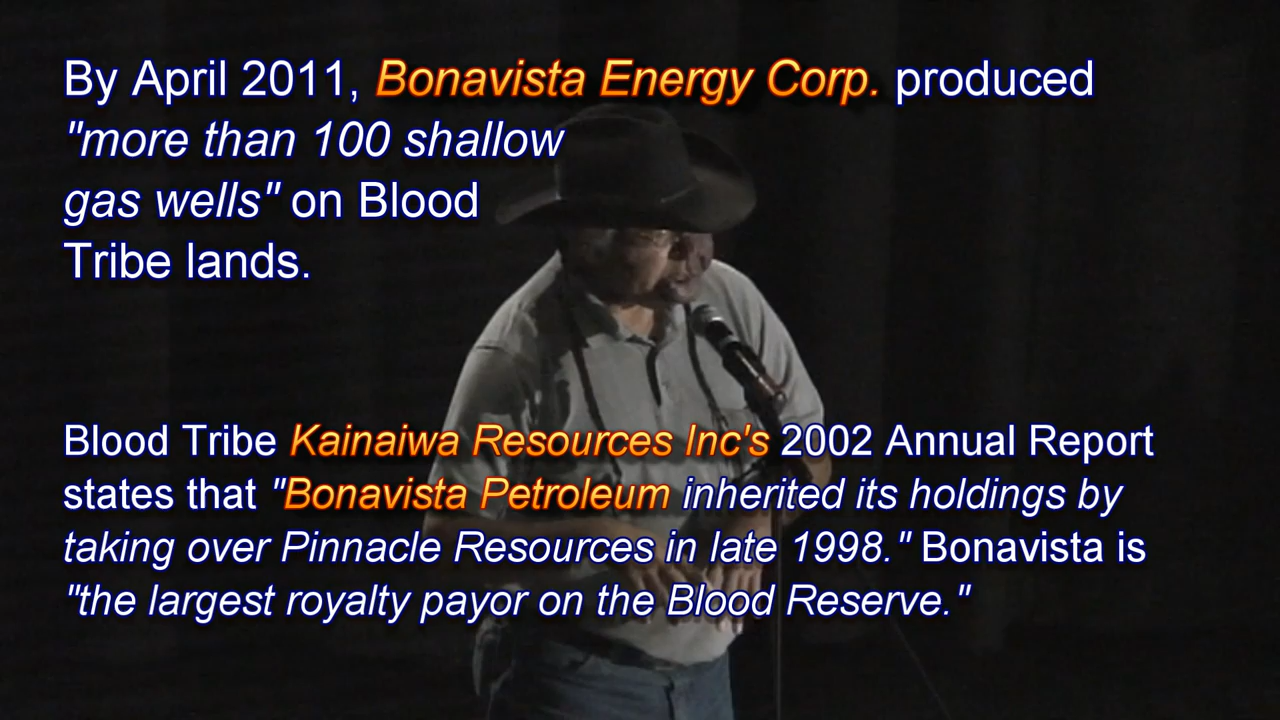 By April 2011, Bonavista Energy Corp. produced
"more than 100 shallow
gas wells" on Blood
Tribe lands.
Blood Tribe Kainaiwa Resources Inc's 2002 Annual Report
states that "Bonavista Petroleum inherited its holdings by
taking over Pinnacle Resources in late 1998." Bonavista is
"the largest royalty payor on the Blood Reserve."